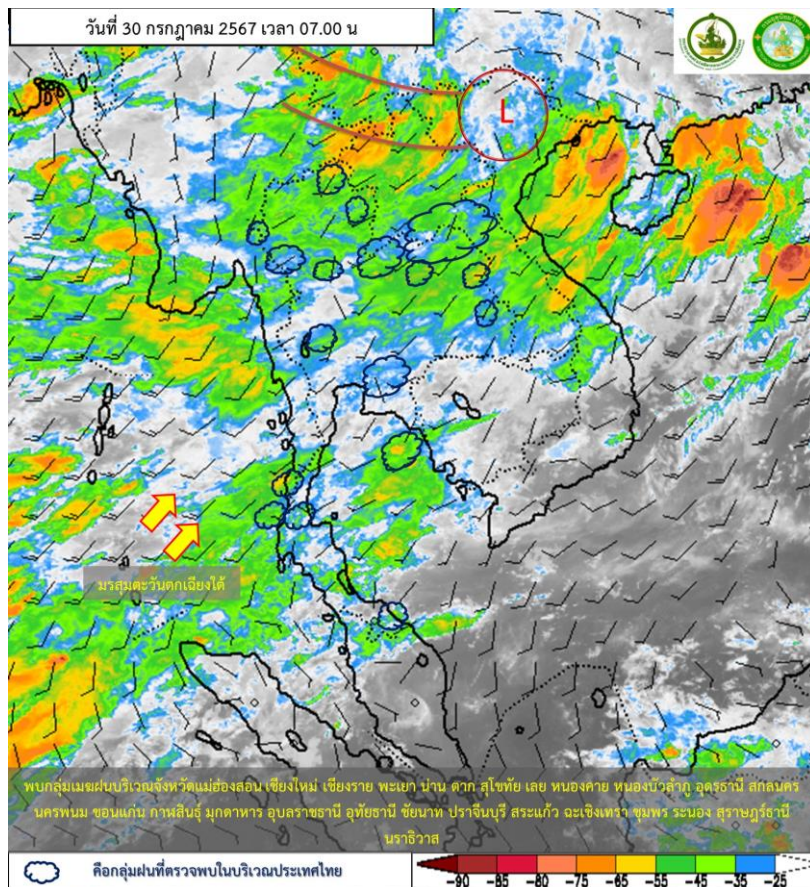 วันที่ 30 กรกฎาคม 2567 เวลา 07.00 น
L
มรสุมตะวันตกเฉียงใต้
พบกลุ่มเมฆฝนบริเวณจังหวัดแม่ฮ่องสอน เชียงใหม่ เชียงราย พะเยา น่าน ตาก สุโขทัย เลย หนองคาย หนองบัวลำภู อุดรธานี สกลนคร
นครพนม ขอนแก่น กาฬสินธุ์ มุกดาหาร อุบลราชธานี อุทัยธานี ชัยนาท ปราจีนบุรี สระแก้ว ฉะเชิงเทรา ชุมพร ระนอง สุราษฎร์ธานี
นราธิวาส
คือกลุ่มฝนที่ตรวจพบในบริเวณประเทศไทย
-90 -85 -80 -75 -65 -55 -45 -35 -25